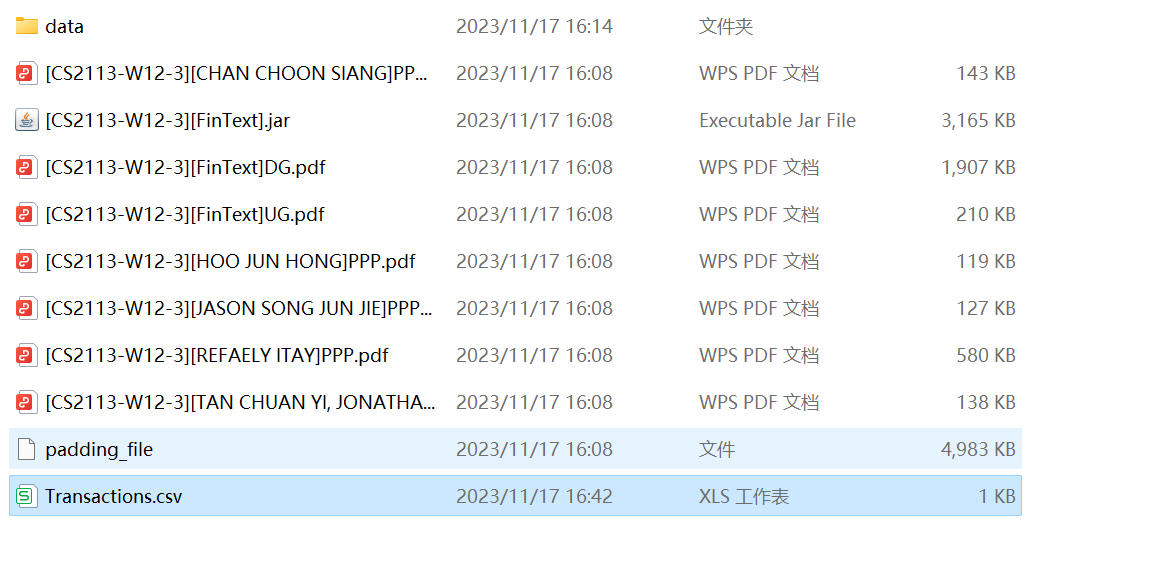 data 2023/11/17 16:14 文件夹
[CS2113-W12-3][CHAN CHOON SIANG]PP... 2023/11/17 16:08 WPS PDF 文档 143 KB
[CS2113-W12-3][FinText].jar 2023/11/17 16:08 Executable Jar File 3,165 KB
[CS2113-W12-3][FinText]DG.pdf 2023/11/17 16:08 WPS PDF 文档 1,907 KB
[CS2113-W12-3][FinText]UG.pdf 2023/11/17 16:08 WPS PDF 文档 210 KB
[CS2113-W12-3][HOO JUN HONG]PPP.pdf 2023/11/17 16:08 WPS PDF 文档 119 KB
[CS2113-W12-3][JASON SONG JUN JIE]PPP... 2023/11/17 16:08 WPS PDF 文档 127 KB
[CS2113-W12-3][REFAELY ITAY]PPP.pdf 2023/11/17 16:08 WPS PDF 文档 580 KB
[CS2113-W12-3][TAN CHUAN YI, JONATHA... 2023/11/17 16:08 WPS PDF 文档 138 KB
padding_file 2023/11/17 16:08 文件 4,983 KB
Transactions.csv 2023/11/17 16:42 XLS 工作表 1 KB